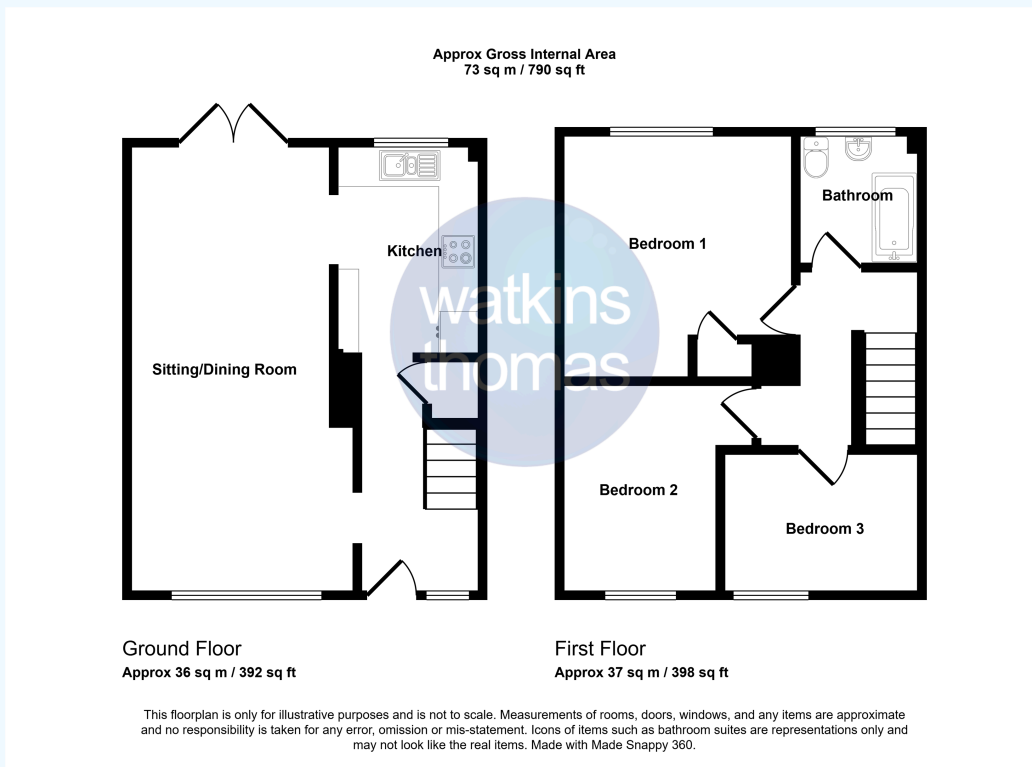 Approx Gross Internal Area
73 sq m / 790 sq ft
Bathroom
Bedroom 1
Kitchen
watkins
thomas
Sitting/Dining Room
Bedroom 2
Bedroom 3
Ground Floor
Approx 36 sq m / 392 sq ft
First Floor
Approx 37 sq m / 398 sq ft
This floorplan is only for illustrative purposes and is not to scale. Measurements of rooms, doors, windows, and any items are approximate
and no responsibility is taken for any error, omission or mis-statement. Icons of items such as bathroom suites are representations only and
may not look like the real items. Made with Made Snappy 360.